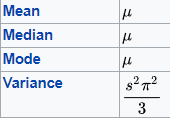 Mean μ
Median μ
Mode μ
Variance s²π²/3